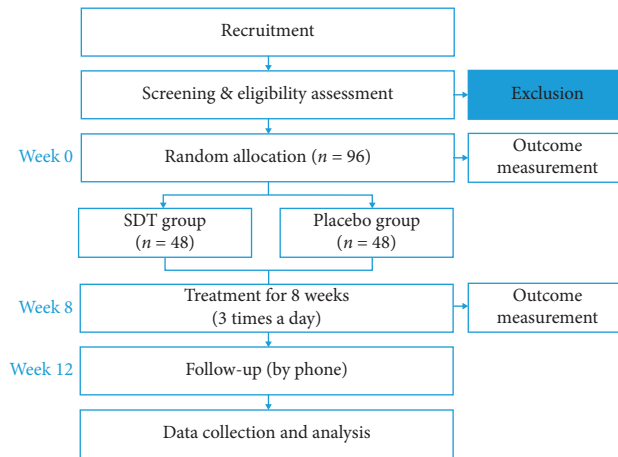 Recruitment
Screening & eligibility assessment
Exclusion
Week 0
Random allocation (n = 96)
Outcome
measurement
SDT group
(n = 48)
Placebo group
(n = 48)
Week 8
Treatment for 8 weeks
(3 times a day)
Outcome
measurement
Week 12
Follow-up (by phone)
Data collection and analysis